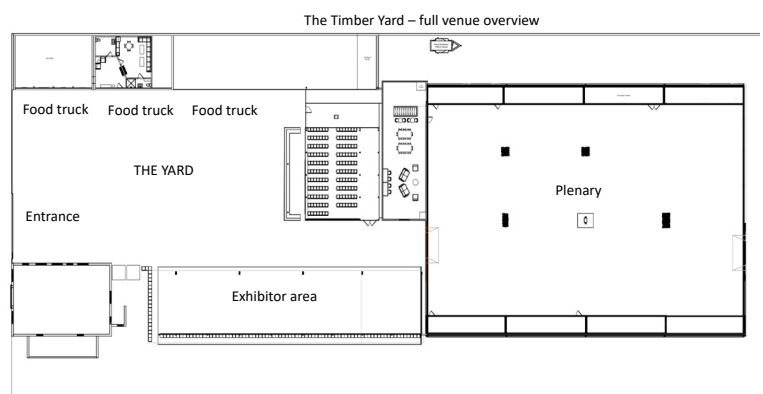 The Timber Yard – full venue overview
Food truck
Food truck
Food truck
THE YARD
Plenary
Entrance
Exhibitor area